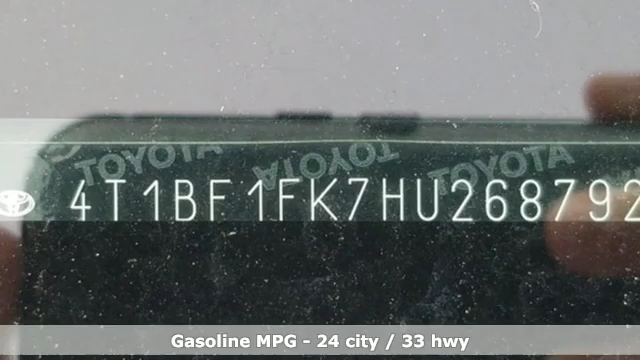 TOYOTA TOYOTA TOYOTA
4T1BF1FK7HU268792
Gasoline MPG - 24 city / 33 hwy